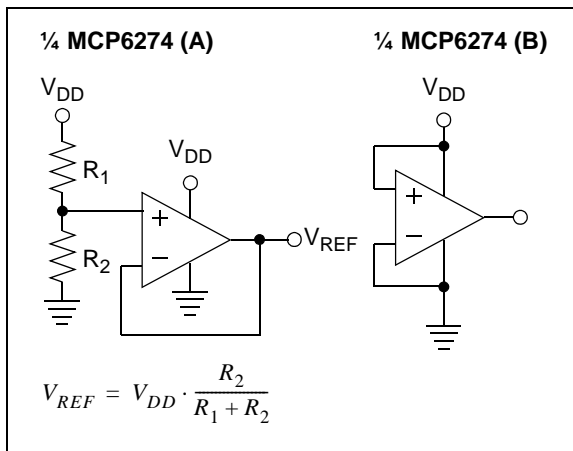 ¼ MCP6274 (A)
¼ MCP6274 (B)
VDD
VDD
VDD
R1
R2
+
–
VREF
+
–
VREF = VDD · R2 / (R1 + R2)